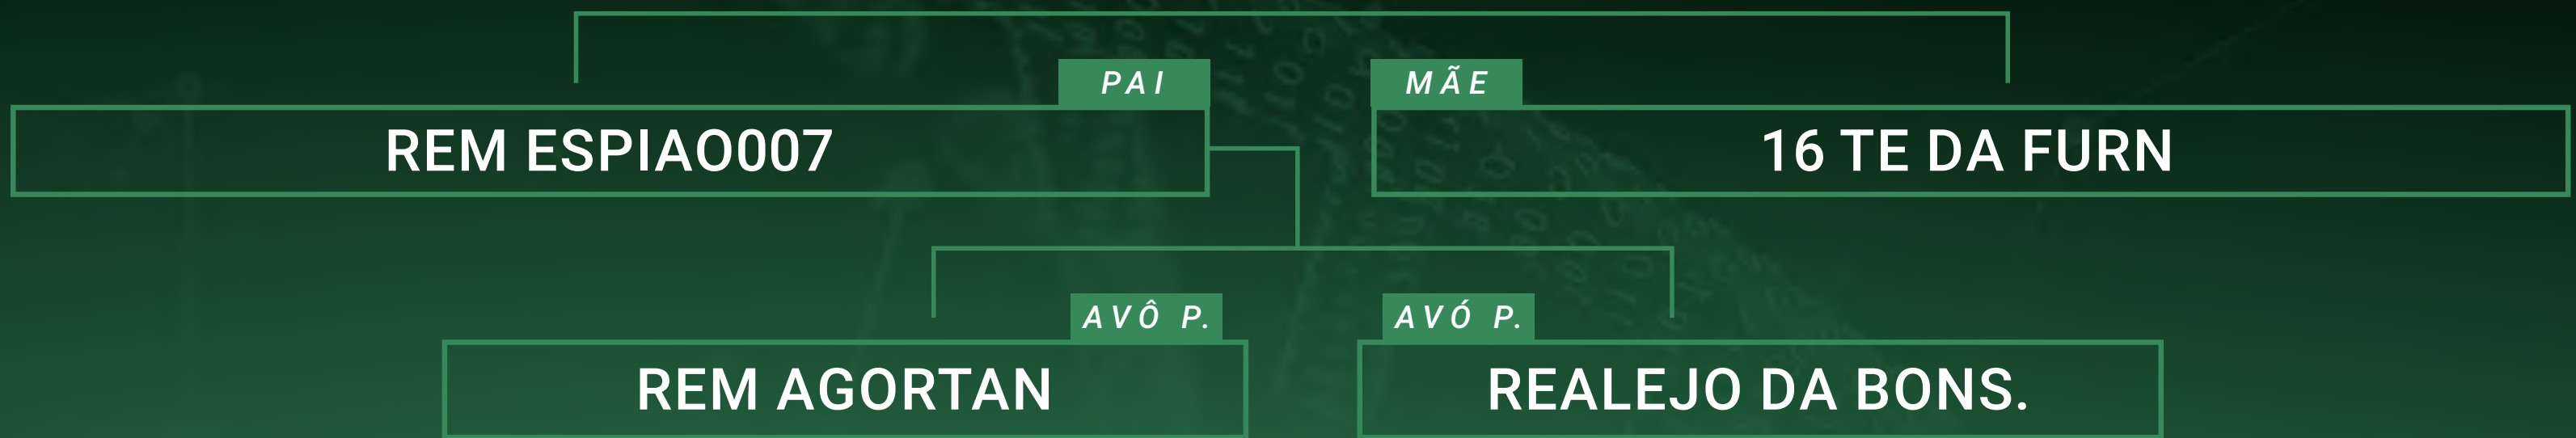 PAI
MÃE
REM ESPIAO007
16 TE DA FURN
AVÔ P.
AVÓ P.
REM AGORTAN
REALEJO DA BONS.